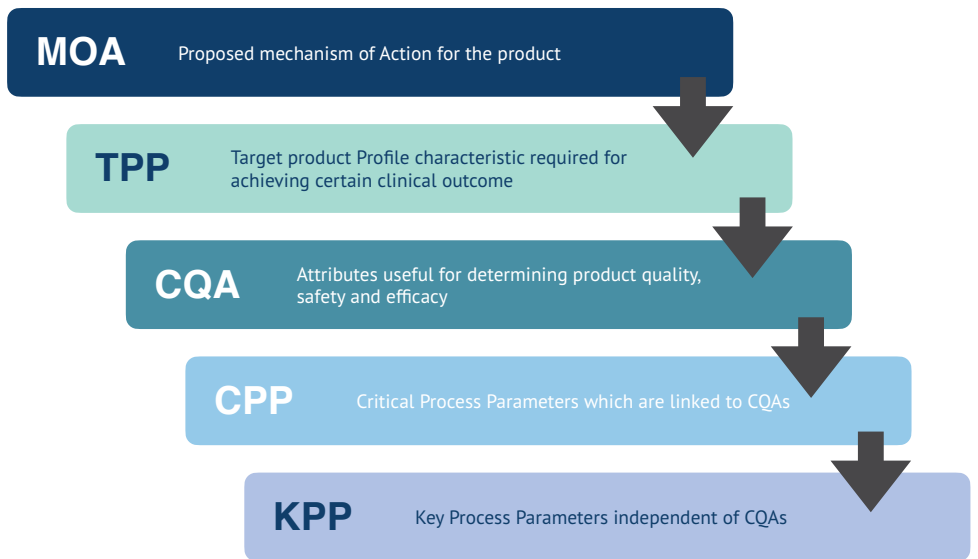 MOA
Proposed mechanism of Action for the product
TPP
Target product Profile characteristic required for
achieving certain clinical outcome
CQA
Attributes useful for determining product quality,
safety and efficacy
CPP
Critical Process Parameters which are linked to CQAs
KPP
Key Process Parameters independent of CQAs